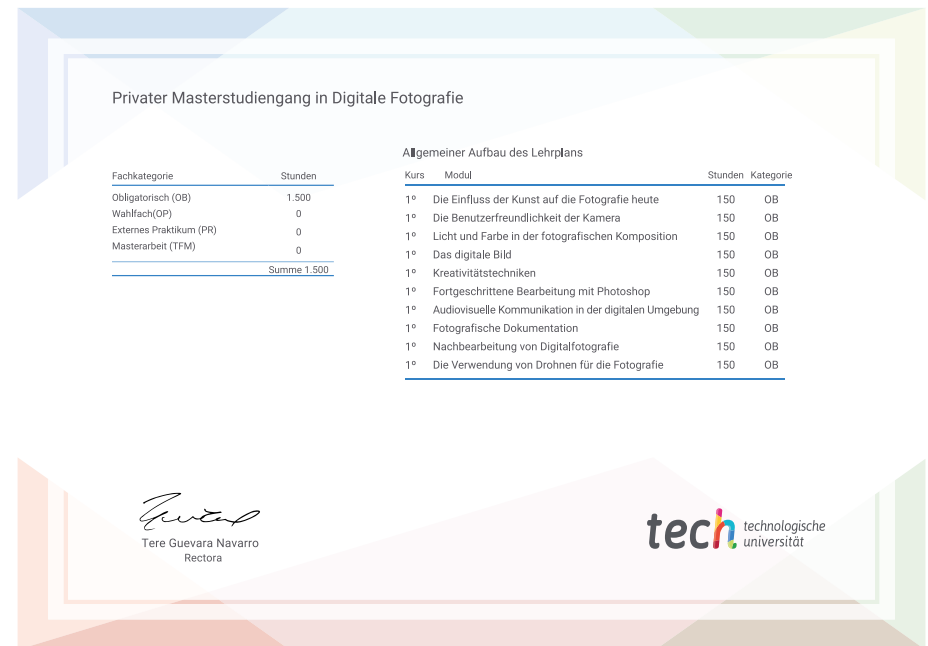 Privater Masterstudiengang in Digitale Fotografie
Fachkategorie Stunden
Obligatorisch (OB) 1.500
Wahlfach(OP) 0
Externes Praktikum (PR) 0
Masterarbeit (TFM) 0
Summe 1.500
Allgemeiner Aufbau des Lehrplans
Kurs Modul Stunden Kategorie
1º Die Einfluss der Kunst auf die Fotografie heute 150 OB
1º Die Benutzerfreundlichkeit der Kamera 150 OB
1º Licht und Farbe in der fotografischen Komposition 150 OB
1º Das digitale Bild 150 OB
1º Kreativitätstechniken 150 OB
1º Fortgeschrittene Bearbeitung mit Photoshop 150 OB
1º Audiovisuelle Kommunikation in der digitalen Umgebung 150 OB
1º Fotografische Dokumentation 150 OB
1º Nachbearbeitung von Digitalfotografie 150 OB
1º Die Verwendung von Drohnen für die Fotografie 150 OB
Tere Guevara Navarro
Rectora
tech technologische
universität